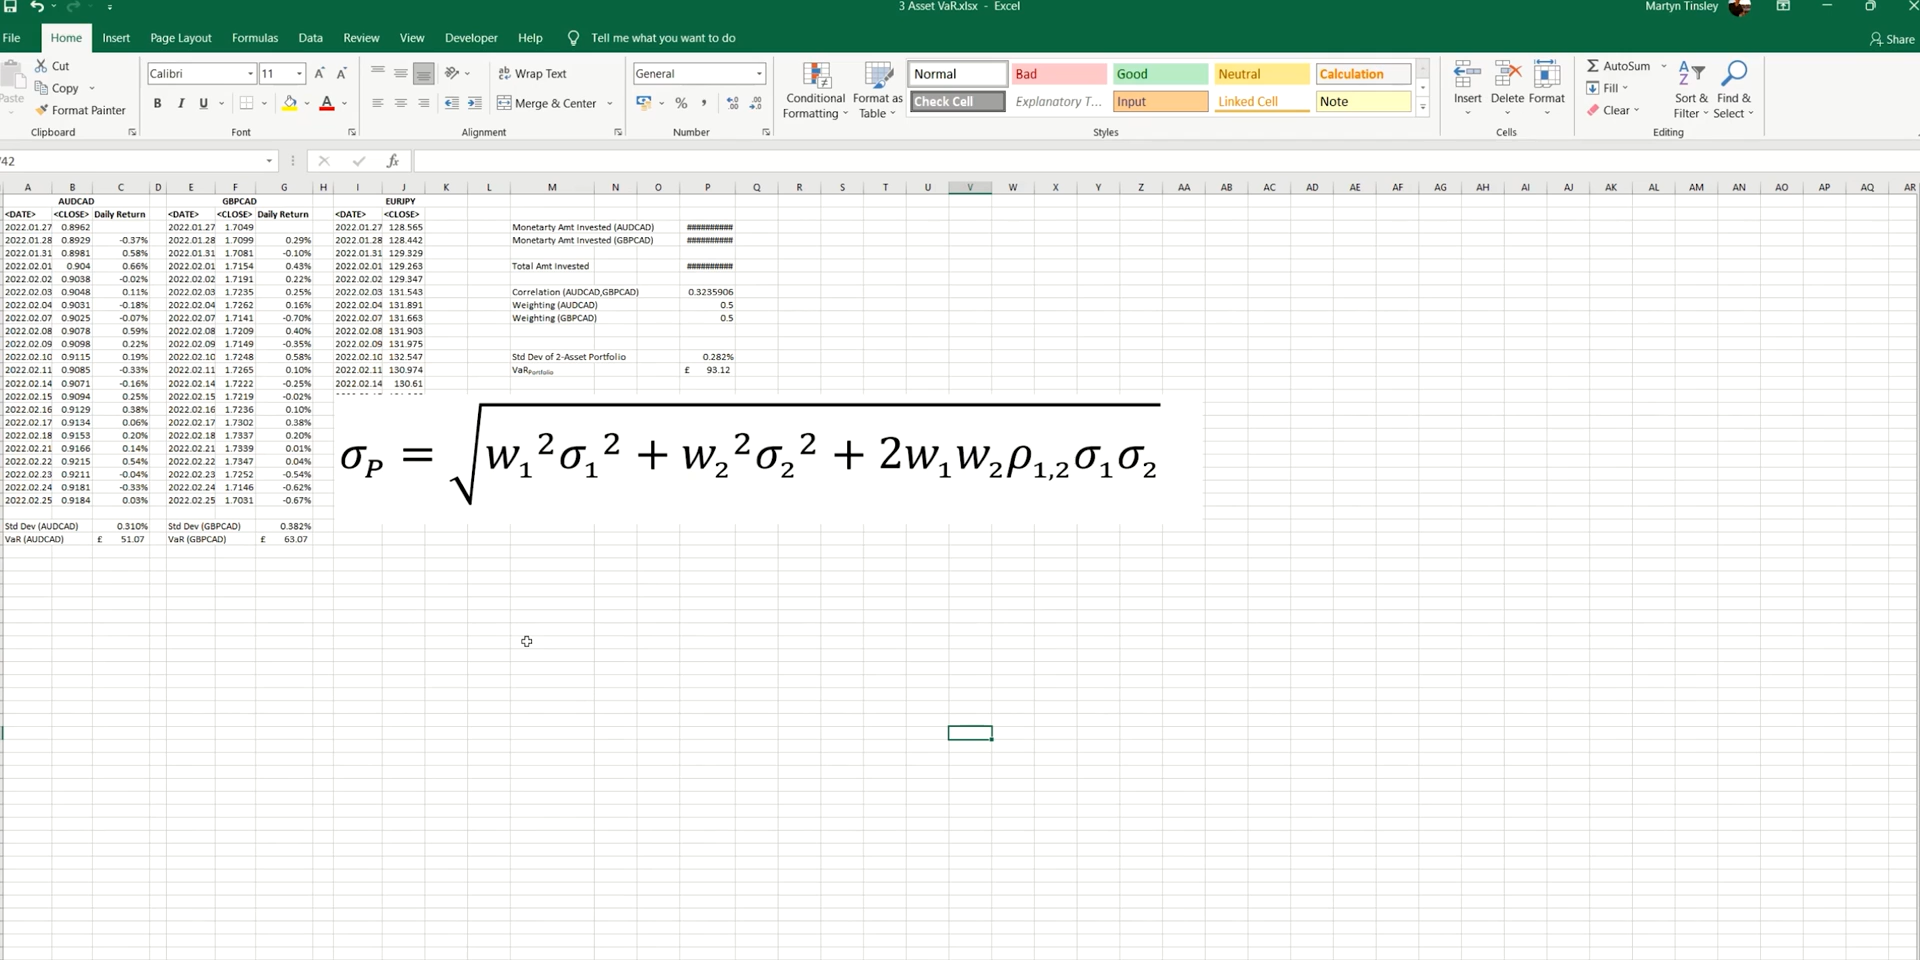 3 Asset VaR.xlsx - Excel
Martyn Tinsley
File Home Insert Page Layout Formulas Data Review View Developer Help Tell me what you want to do
Share
Paste
Cut
Copy
Format Painter
Clipboard
Calibri 11
B I U
Font
Wrap Text
Merge & Center
Alignment
General
Number
Conditional Formatting
Format as Table
Normal Bad Good Neutral Calculation
Check Cell Explanatory T... Input Linked Cell Note
Styles
Insert Delete Format
Cells
AutoSum
Fill
Clear
Sort & Filter
Find & Select
Editing
fx
A B C D E F G H I J K L M N O P Q R S T U V W X Y Z AA AB AC AD AE AF AG AH AI AJ AK AL AM AN AO AP AQ AR
AUDCAD GBPCAD EURJPY
<DATE> <CLOSE> Daily Return <DATE> <CLOSE> Daily Return <DATE> <CLOSE>
2022.01.27 0.8962 2022.01.27 1.7049 2022.01.27 128.565 Monetarty Amt Invested (AUDCAD) ##########
2022.01.28 0.8929 -0.37% 2022.01.28 1.7099 0.29% 2022.01.28 128.442 Monetarty Amt Invested (GBPCAD) ##########
2022.01.31 0.8981 0.58% 2022.01.31 1.7081 -0.10% 2022.01.31 129.329
2022.02.01 0.904 0.66% 2022.02.01 1.7154 0.43% 2022.02.01 129.263 Total Amt Invested ##########
2022.02.02 0.9038 -0.02% 2022.02.02 1.7191 0.22% 2022.02.02 129.347
2022.02.03 0.9048 0.11% 2022.02.03 1.7235 0.25% 2022.02.03 131.543 Correlation (AUDCAD,GBPCAD) 0.3235906
2022.02.04 0.9031 -0.18% 2022.02.04 1.7262 0.16% 2022.02.04 131.891 Weighting (AUDCAD) 0.5
2022.02.07 0.9025 -0.07% 2022.02.07 1.7141 -0.70% 2022.02.07 131.663 Weighting (GBPCAD) 0.5
2022.02.08 0.9078 0.59% 2022.02.08 1.7209 0.40% 2022.02.08 131.903
2022.02.09 0.9098 0.22% 2022.02.09 1.7149 -0.35% 2022.02.09 131.975
2022.02.10 0.9115 0.19% 2022.02.10 1.7248 0.58% 2022.02.10 132.547 Std Dev of 2-Asset Portfolio 0.282%
2022.02.11 0.9085 -0.33% 2022.02.11 1.7265 0.10% 2022.02.11 130.974 VaRPortfolio £ 93.12
2022.02.14 0.9071 -0.16% 2022.02.14 1.7222 -0.25% 2022.02.14 130.61
2022.02.15 0.9094 0.25% 2022.02.15 1.7219 -0.02%
2022.02.16 0.9129 0.38% 2022.02.16 1.7236 0.10%
2022.02.17 0.9134 0.06% 2022.02.17 1.7302 0.38%
2022.02.18 0.9153 0.20% 2022.02.18 1.7337 0.20%
2022.02.21 0.9166 0.14% 2022.02.21 1.7339 0.01%
2022.02.22 0.9215 0.54% 2022.02.22 1.7347 0.04%
2022.02.23 0.9211 -0.04% 2022.02.23 1.7252 -0.54%
2022.02.24 0.9181 -0.33% 2022.02.24 1.7146 -0.62%
2022.02.25 0.9184 0.03% 2022.02.25 1.7031 -0.67%
σP = √(w₁²σ₁² + w₂²σ₂² + 2w₁w₂ρ₁,₂σ₁σ₂)
Std Dev (AUDCAD) 0.310% Std Dev (GBPCAD) 0.382%
VaR (AUDCAD) £ 51.07 VaR (GBPCAD) £ 63.07